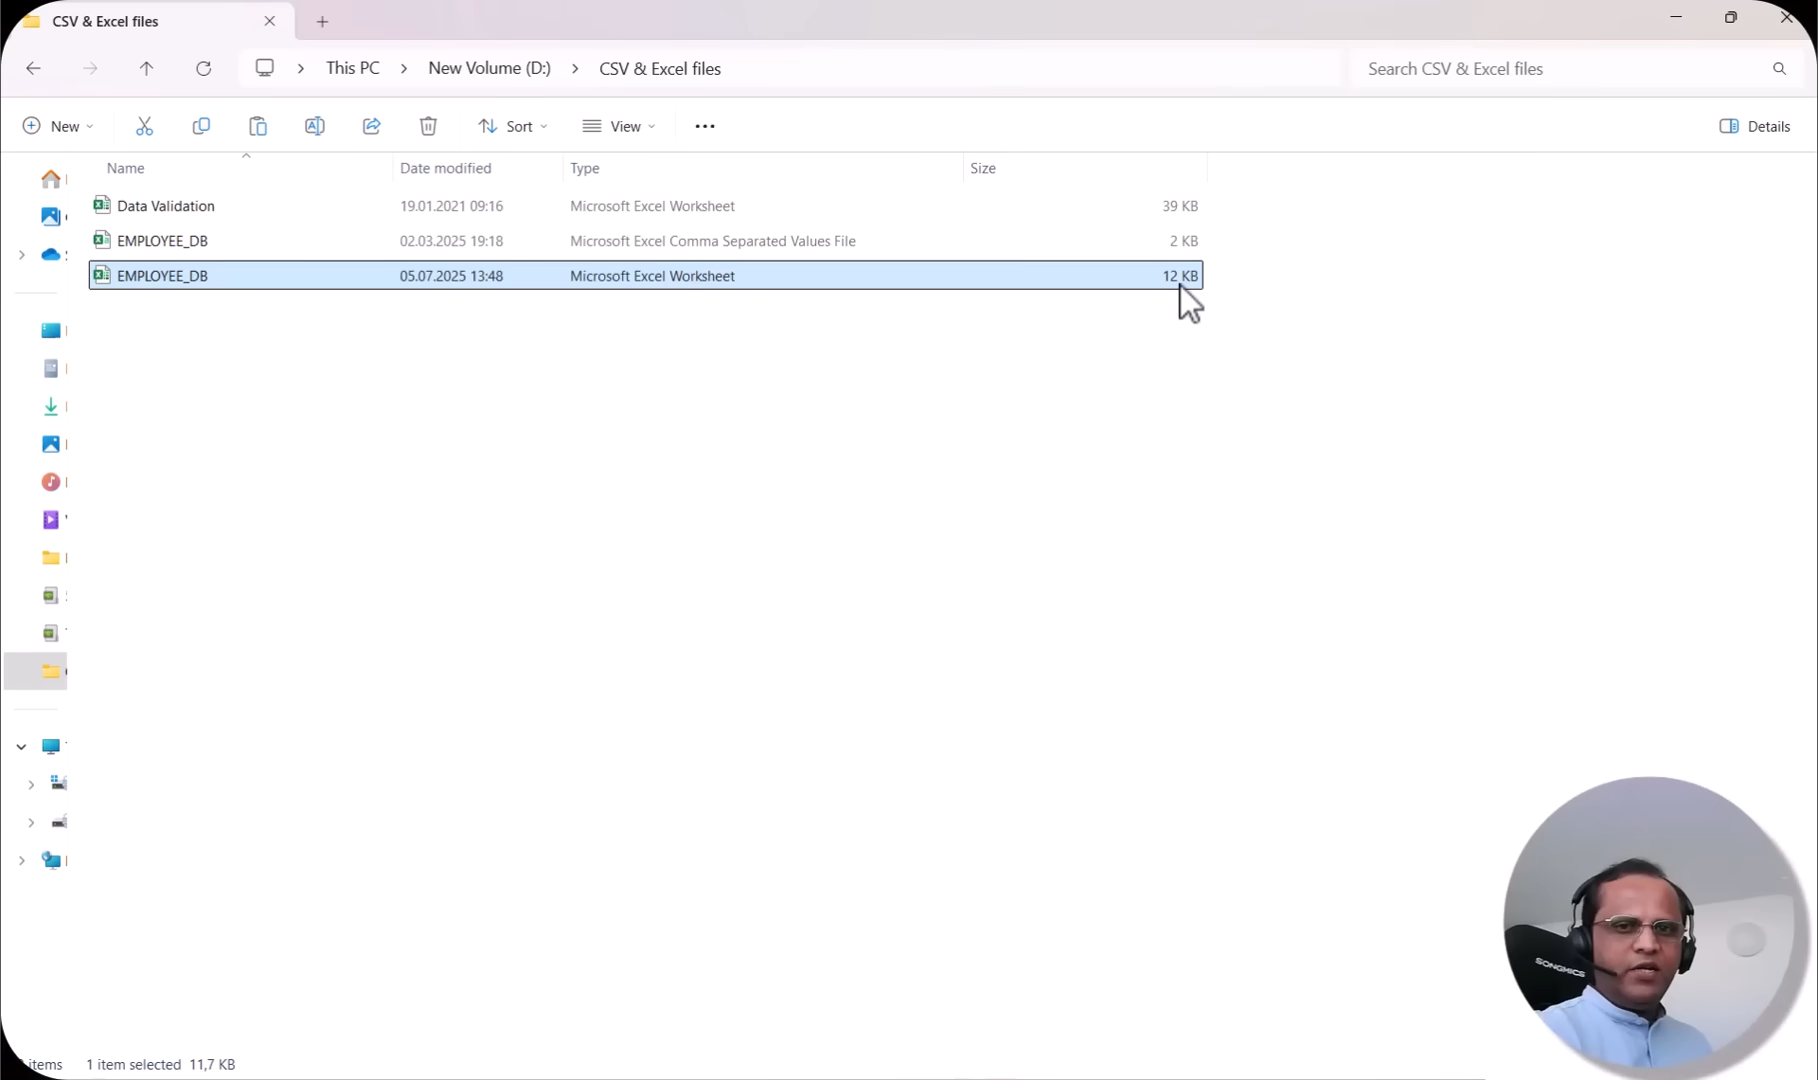 CSV & Excel files
This PC > New Volume (D:) > CSV & Excel files
Search CSV & Excel files
New
Sort
View
Details
Name Date modified Type Size
Data Validation 19.01.2021 09:16 Microsoft Excel Worksheet 39 KB
EMPLOYEE_DB 02.03.2025 19:18 Microsoft Excel Comma Separated Values File 2 KB
EMPLOYEE_DB 05.07.2025 13:48 Microsoft Excel Worksheet 12 KB
SONGMICS
items 1 item selected 11,7 KB